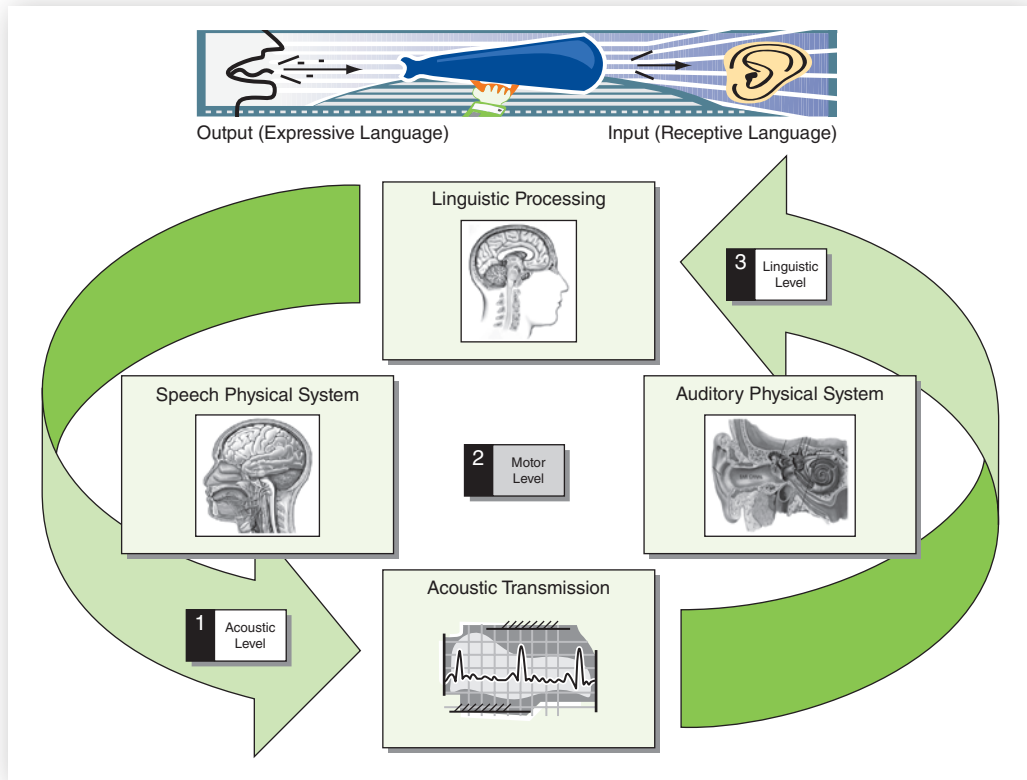 Output (Expressive Language)
Input (Receptive Language)
Linguistic Processing
3
Linguistic
Level
Speech Physical System
Auditory Physical System
2
Motor
Level
Acoustic Transmission
1
Acoustic
Level